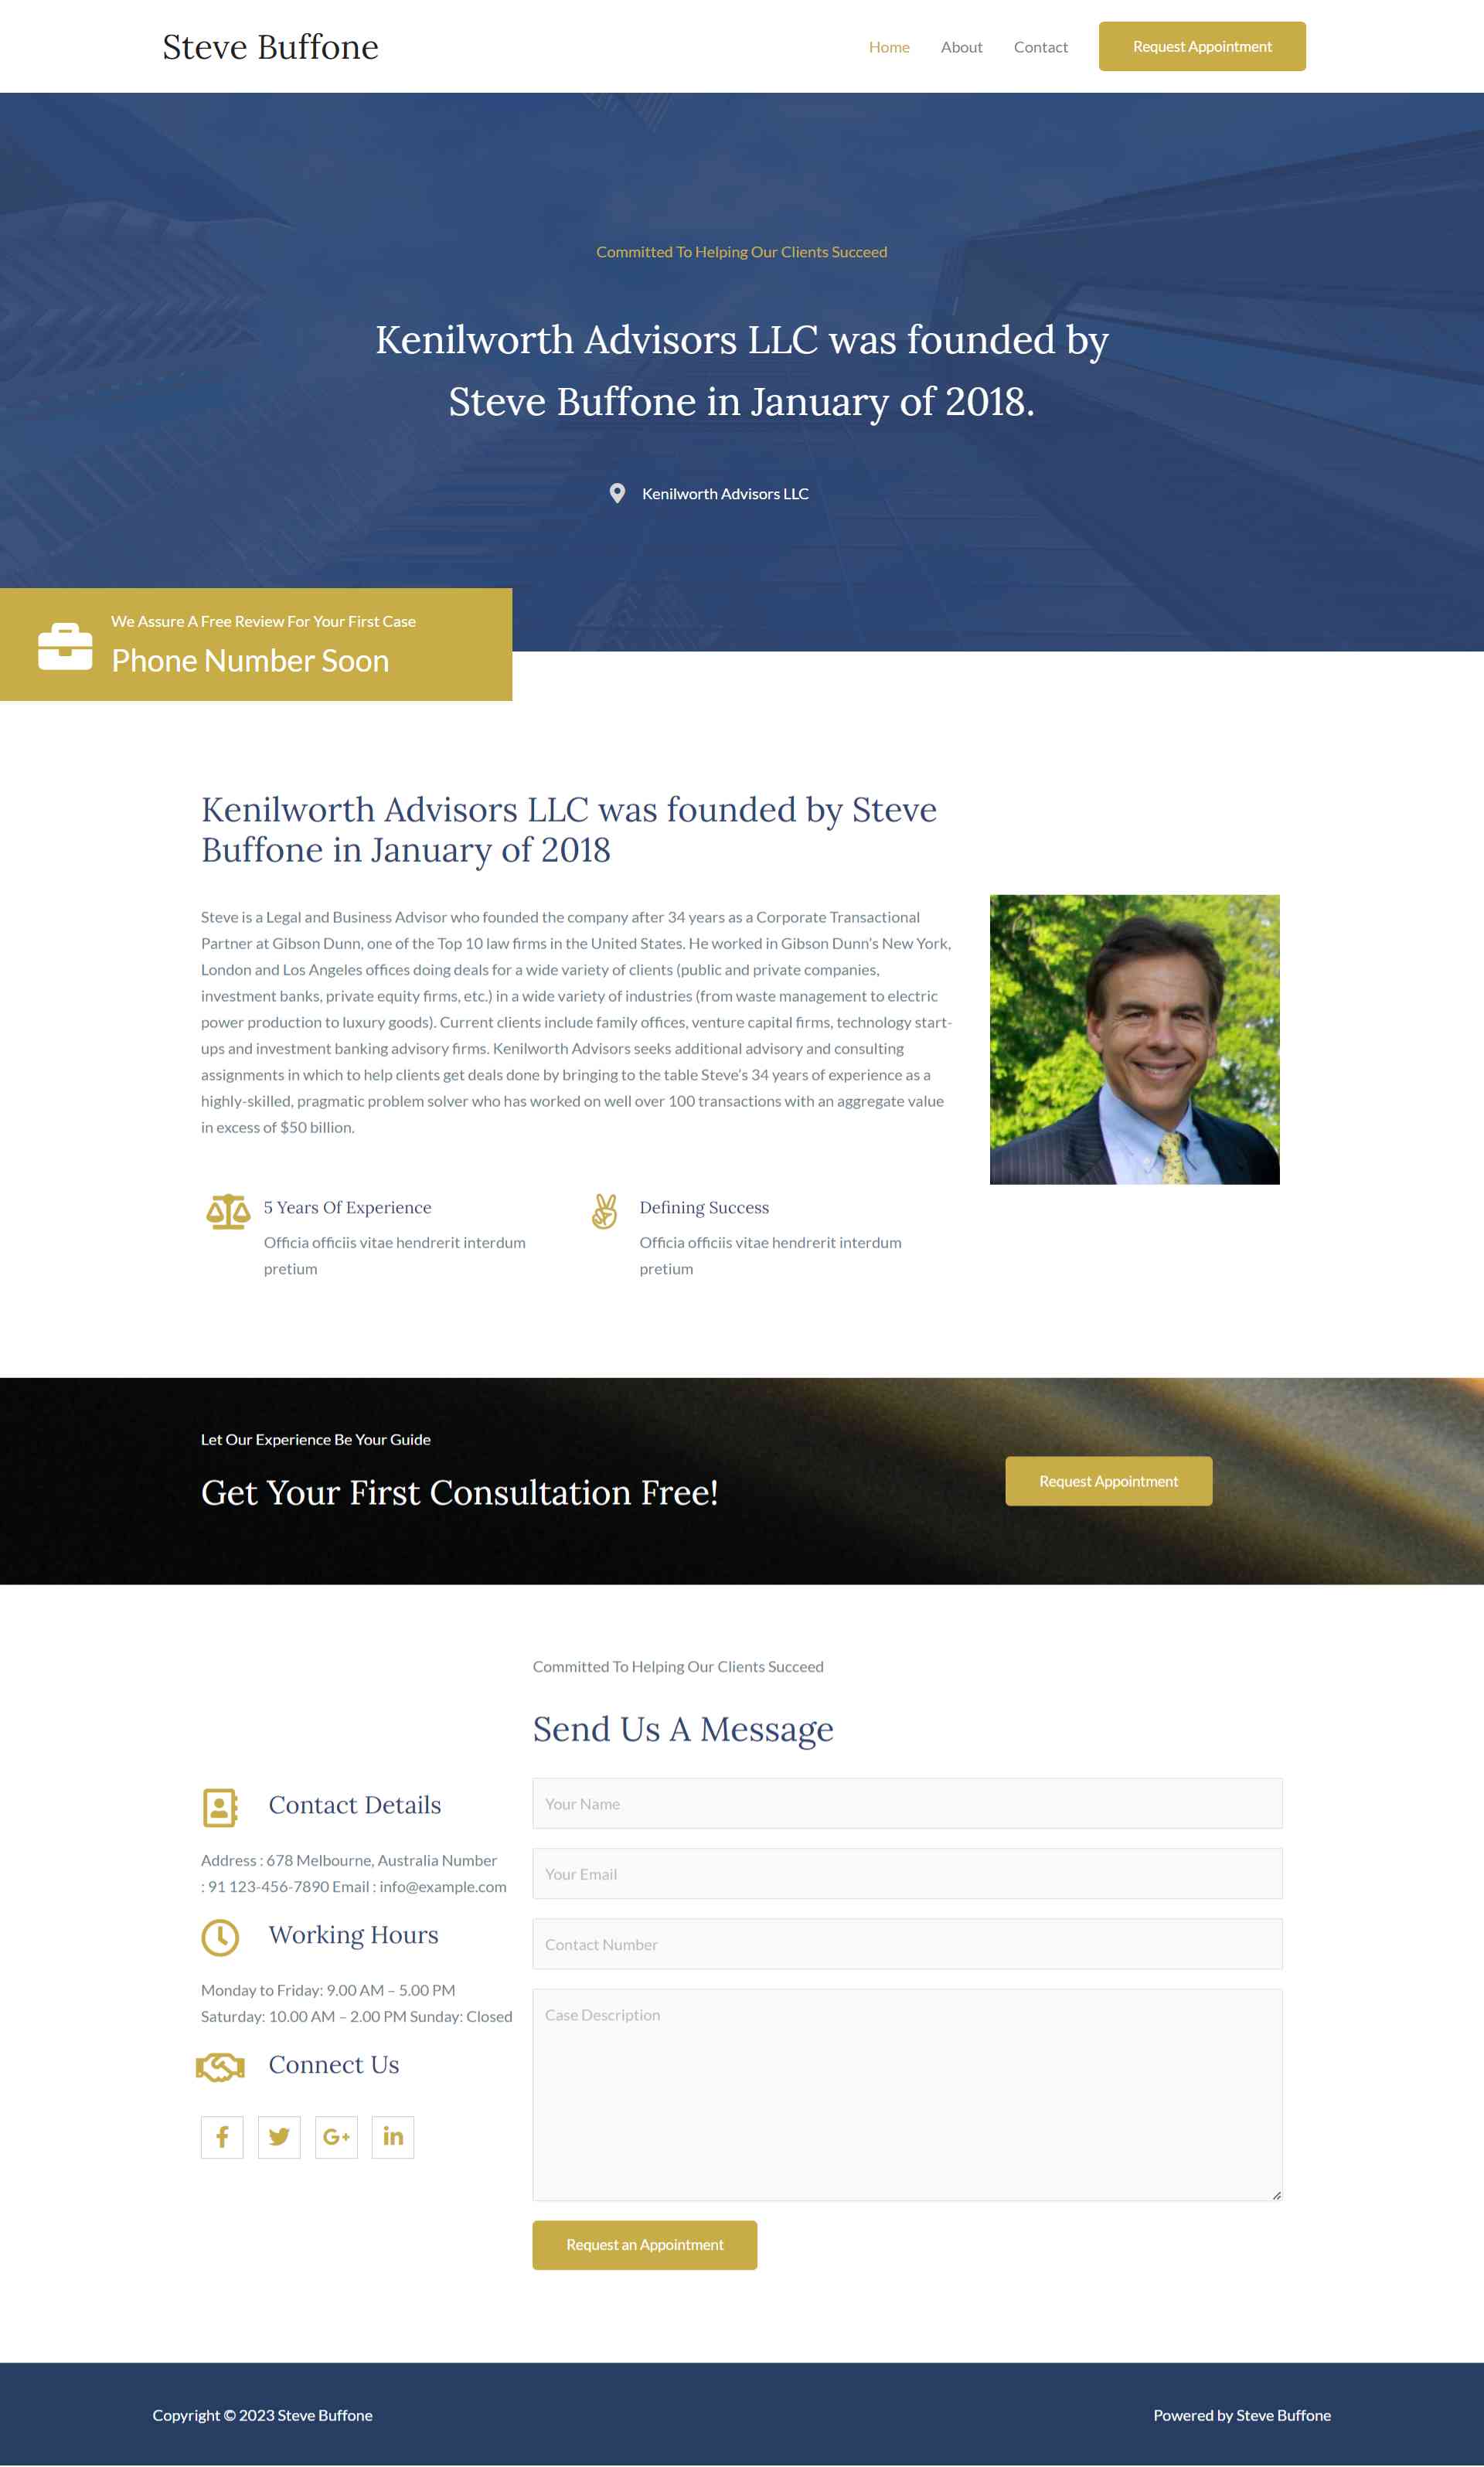 Steve Buffone
Home About Contact Request Appointment
Committed To Helping Our Clients Succeed
Kenilworth Advisors LLC was founded by
Steve Buffone in January of 2018.
Kenilworth Advisors LLC
We Assure A Free Review For Your First Case
Phone Number Soon
Kenilworth Advisors LLC was founded by Steve
Buffone in January of 2018
Steve is a Legal and Business Advisor who founded the company after 34 years as a Corporate Transactional
Partner at Gibson Dunn, one of the Top 10 law firms in the United States. He worked in Gibson Dunn's New York,
London and Los Angeles offices doing deals for a wide variety of clients (public and private companies,
investment banks, private equity firms, etc.) in a wide variety of industries (from waste management to electric
power production to luxury goods). Current clients include family offices, venture capital firms, technology start-
ups and investment banking advisory firms. Kenilworth Advisors seeks additional advisory and consulting
assignments in which to help clients get deals done by bringing to the table Steve's 34 years of experience as a
highly-skilled, pragmatic problem solver who has worked on well over 100 transactions with an aggregate value
in excess of $50 billion.
5 Years Of Experience
Officia officiis vitae hendrerit interdum
pretium
Defining Success
Officia officiis vitae hendrerit interdum
pretium
Let Our Experience Be Your Guide
Get Your First Consultation Free!
Request Appointment
Contact Details
Address : 678 Melbourne, Australia Number
: 91 123-456-7890 Email : info@example.com
Working Hours
Monday to Friday: 9.00 AM – 5.00 PM
Saturday: 10.00 AM – 2.00 PM Sunday: Closed
Connect Us
Committed To Helping Our Clients Succeed
Send Us A Message
Your Name
Your Email
Contact Number
Case Description
Request an Appointment
Copyright © 2023 Steve Buffone
Powered by Steve Buffone